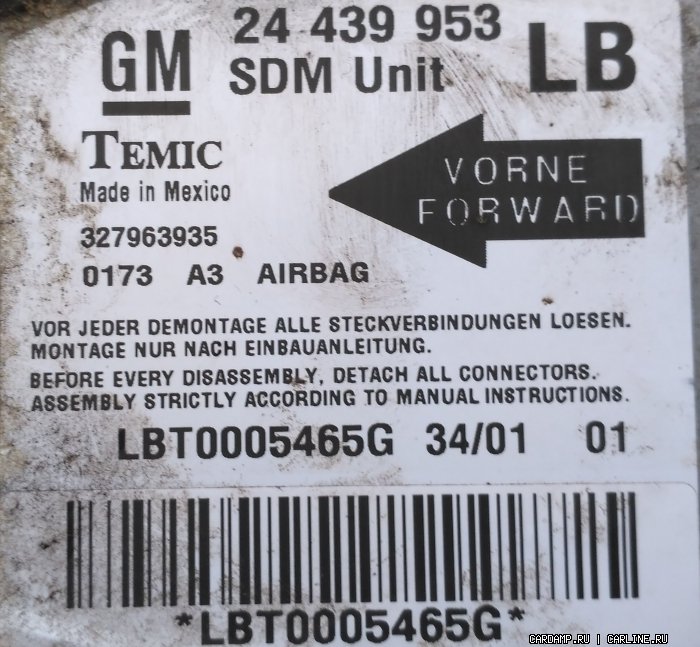 GM 24 439 953 LB
SDM Unit
TEMIC
Made in Mexico
VORNE
FORWARD
327963935
0173 A3 AIRBAG
VOR JEDER DEMONTAGE ALLE STECKVERBINDUNGEN LOESEN.
MONTAGE NUR NACH EINBAUANLEITUNG.
BEFORE EVERY DISASSEMBLY, DETACH ALL CONNECTORS.
ASSEMBLY STRICTLY ACCORDING TO MANUAL INSTRUCTIONS.
LBT0005465G 34/01 01
*LBT0005465G*
CARDAMP.RU | CARLINE.RU